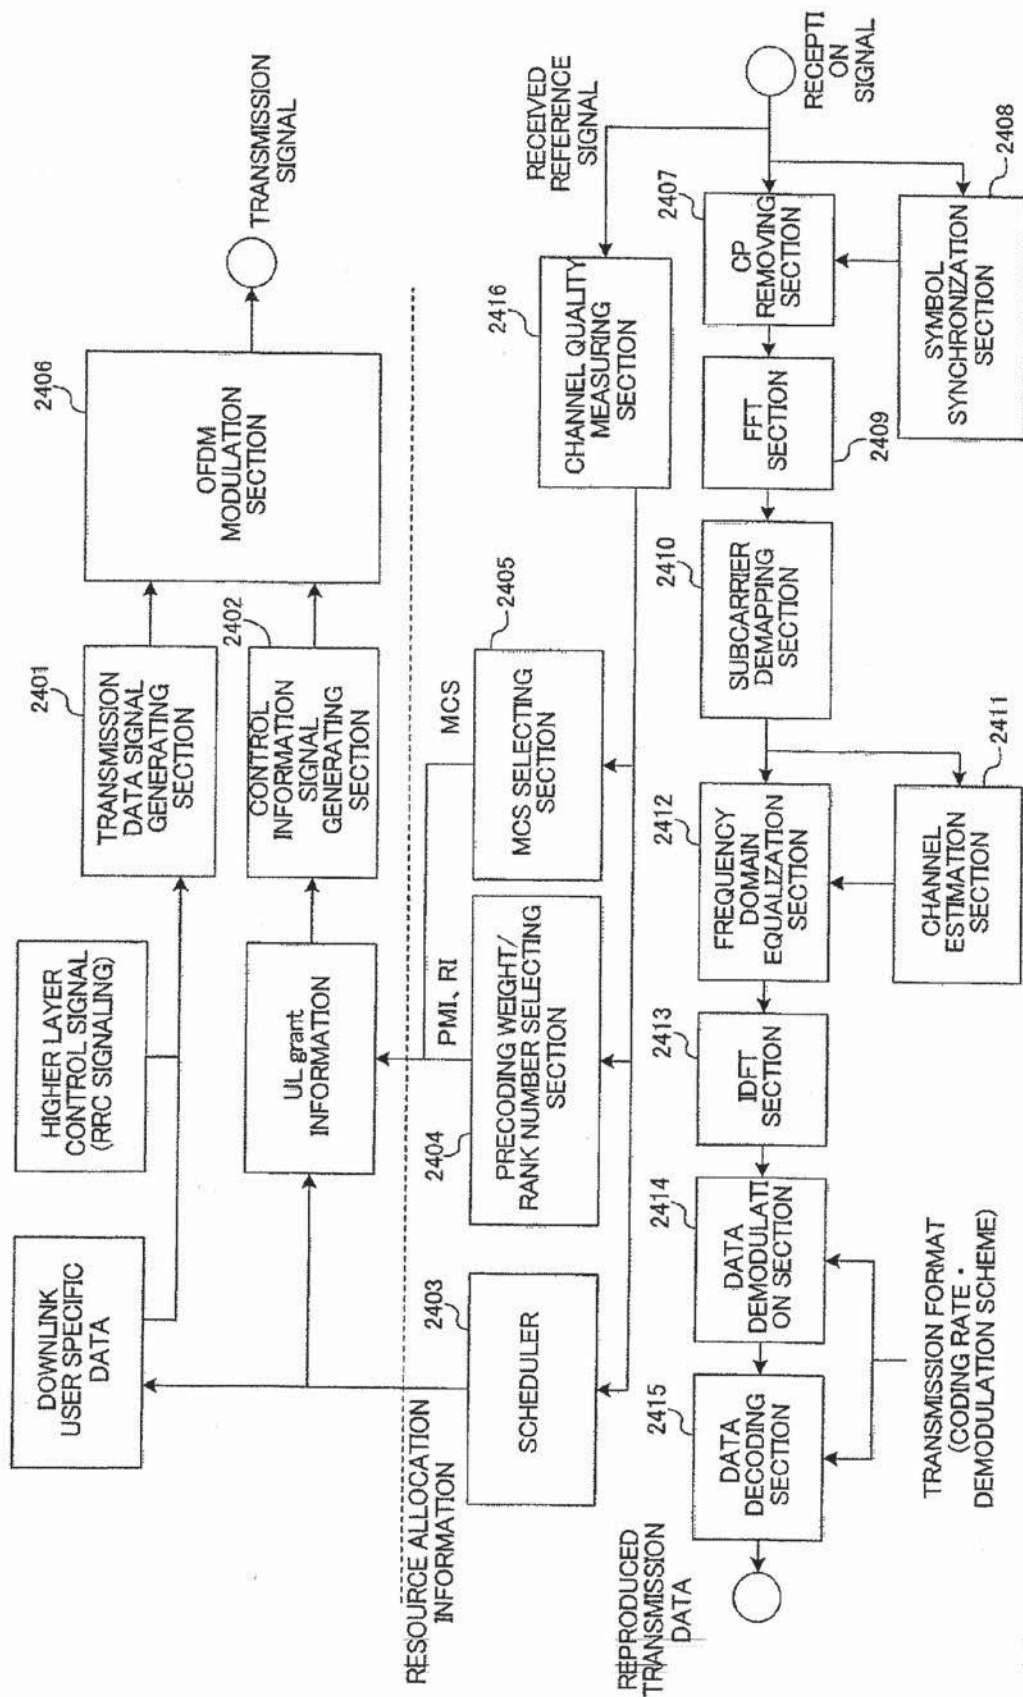 DOWNLINK
USER SPECIFIC
DATA
HIGHER LAYER
CONTROL SIGNAL
(RRC SIGNALING)
2401
TRANSMISSION
DATA SIGNAL
GENERATING
SECTION
2406
OFDM
MODULATION
SECTION
TRANSMISSION
SIGNAL
UL grant
INFORMATION
2402
CONTROL
INFORMATION
SIGNAL
GENERATING
SECTION
RESOURCE ALLOCATION
INFORMATION
PMI、RI
MCS
2403
SCHEDULER
2404
PRECODING WEIGHT/
RANK NUMBER SELECTING
SECTION
2405
MCS SELECTING
SECTION
2416
CHANNEL QUALITY
MEASURING
SECTION
RECEIVED
REFERENCE
SIGNAL
REPRODUCED
TRANSMISSION
DATA
2415
DATA
DECODING
SECTION
2414
DATA
DEMODULATI
ON SECTION
2413
IDFT
SECTION
2412
FREQUENCY
DOMAIN
EQUALIZATION
SECTION
2410
SUBCARRIER
DEMAPPING
SECTION
FFT
SECTION
2409
2407
CP
REMOVING
SECTION
RECEPTI
ON
SIGNAL
TRANSMISSION FORMAT
(CODING RATE・
DEMODULATION SCHEME)
2411
CHANNEL
ESTIMATION
SECTION
2408
SYMBOL
SYNCHRONIZATION
SECTION